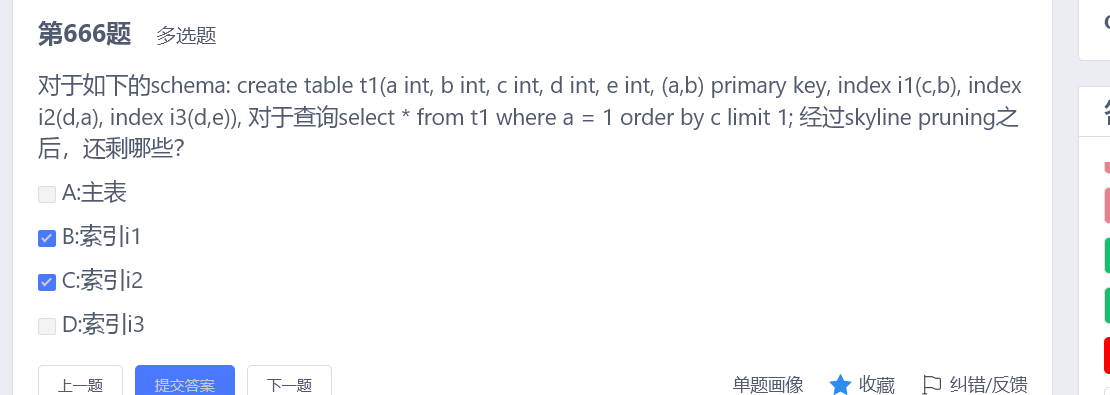 第666题 多选题
对于如下的schema: create table t1(a int, b int, c int, d int, e int, (a,b) primary key, index i1(c,b), index
i2(d,a), index i3(d,e)), 对于查询select * from t1 where a = 1 order by c limit 1; 经过skyline pruning之
后，还剩哪些?
A:主表
B:索引i1
C:索引i2
D:索引i3
上一题 提交答案 下一题 单题画像 收藏 纠错/反馈